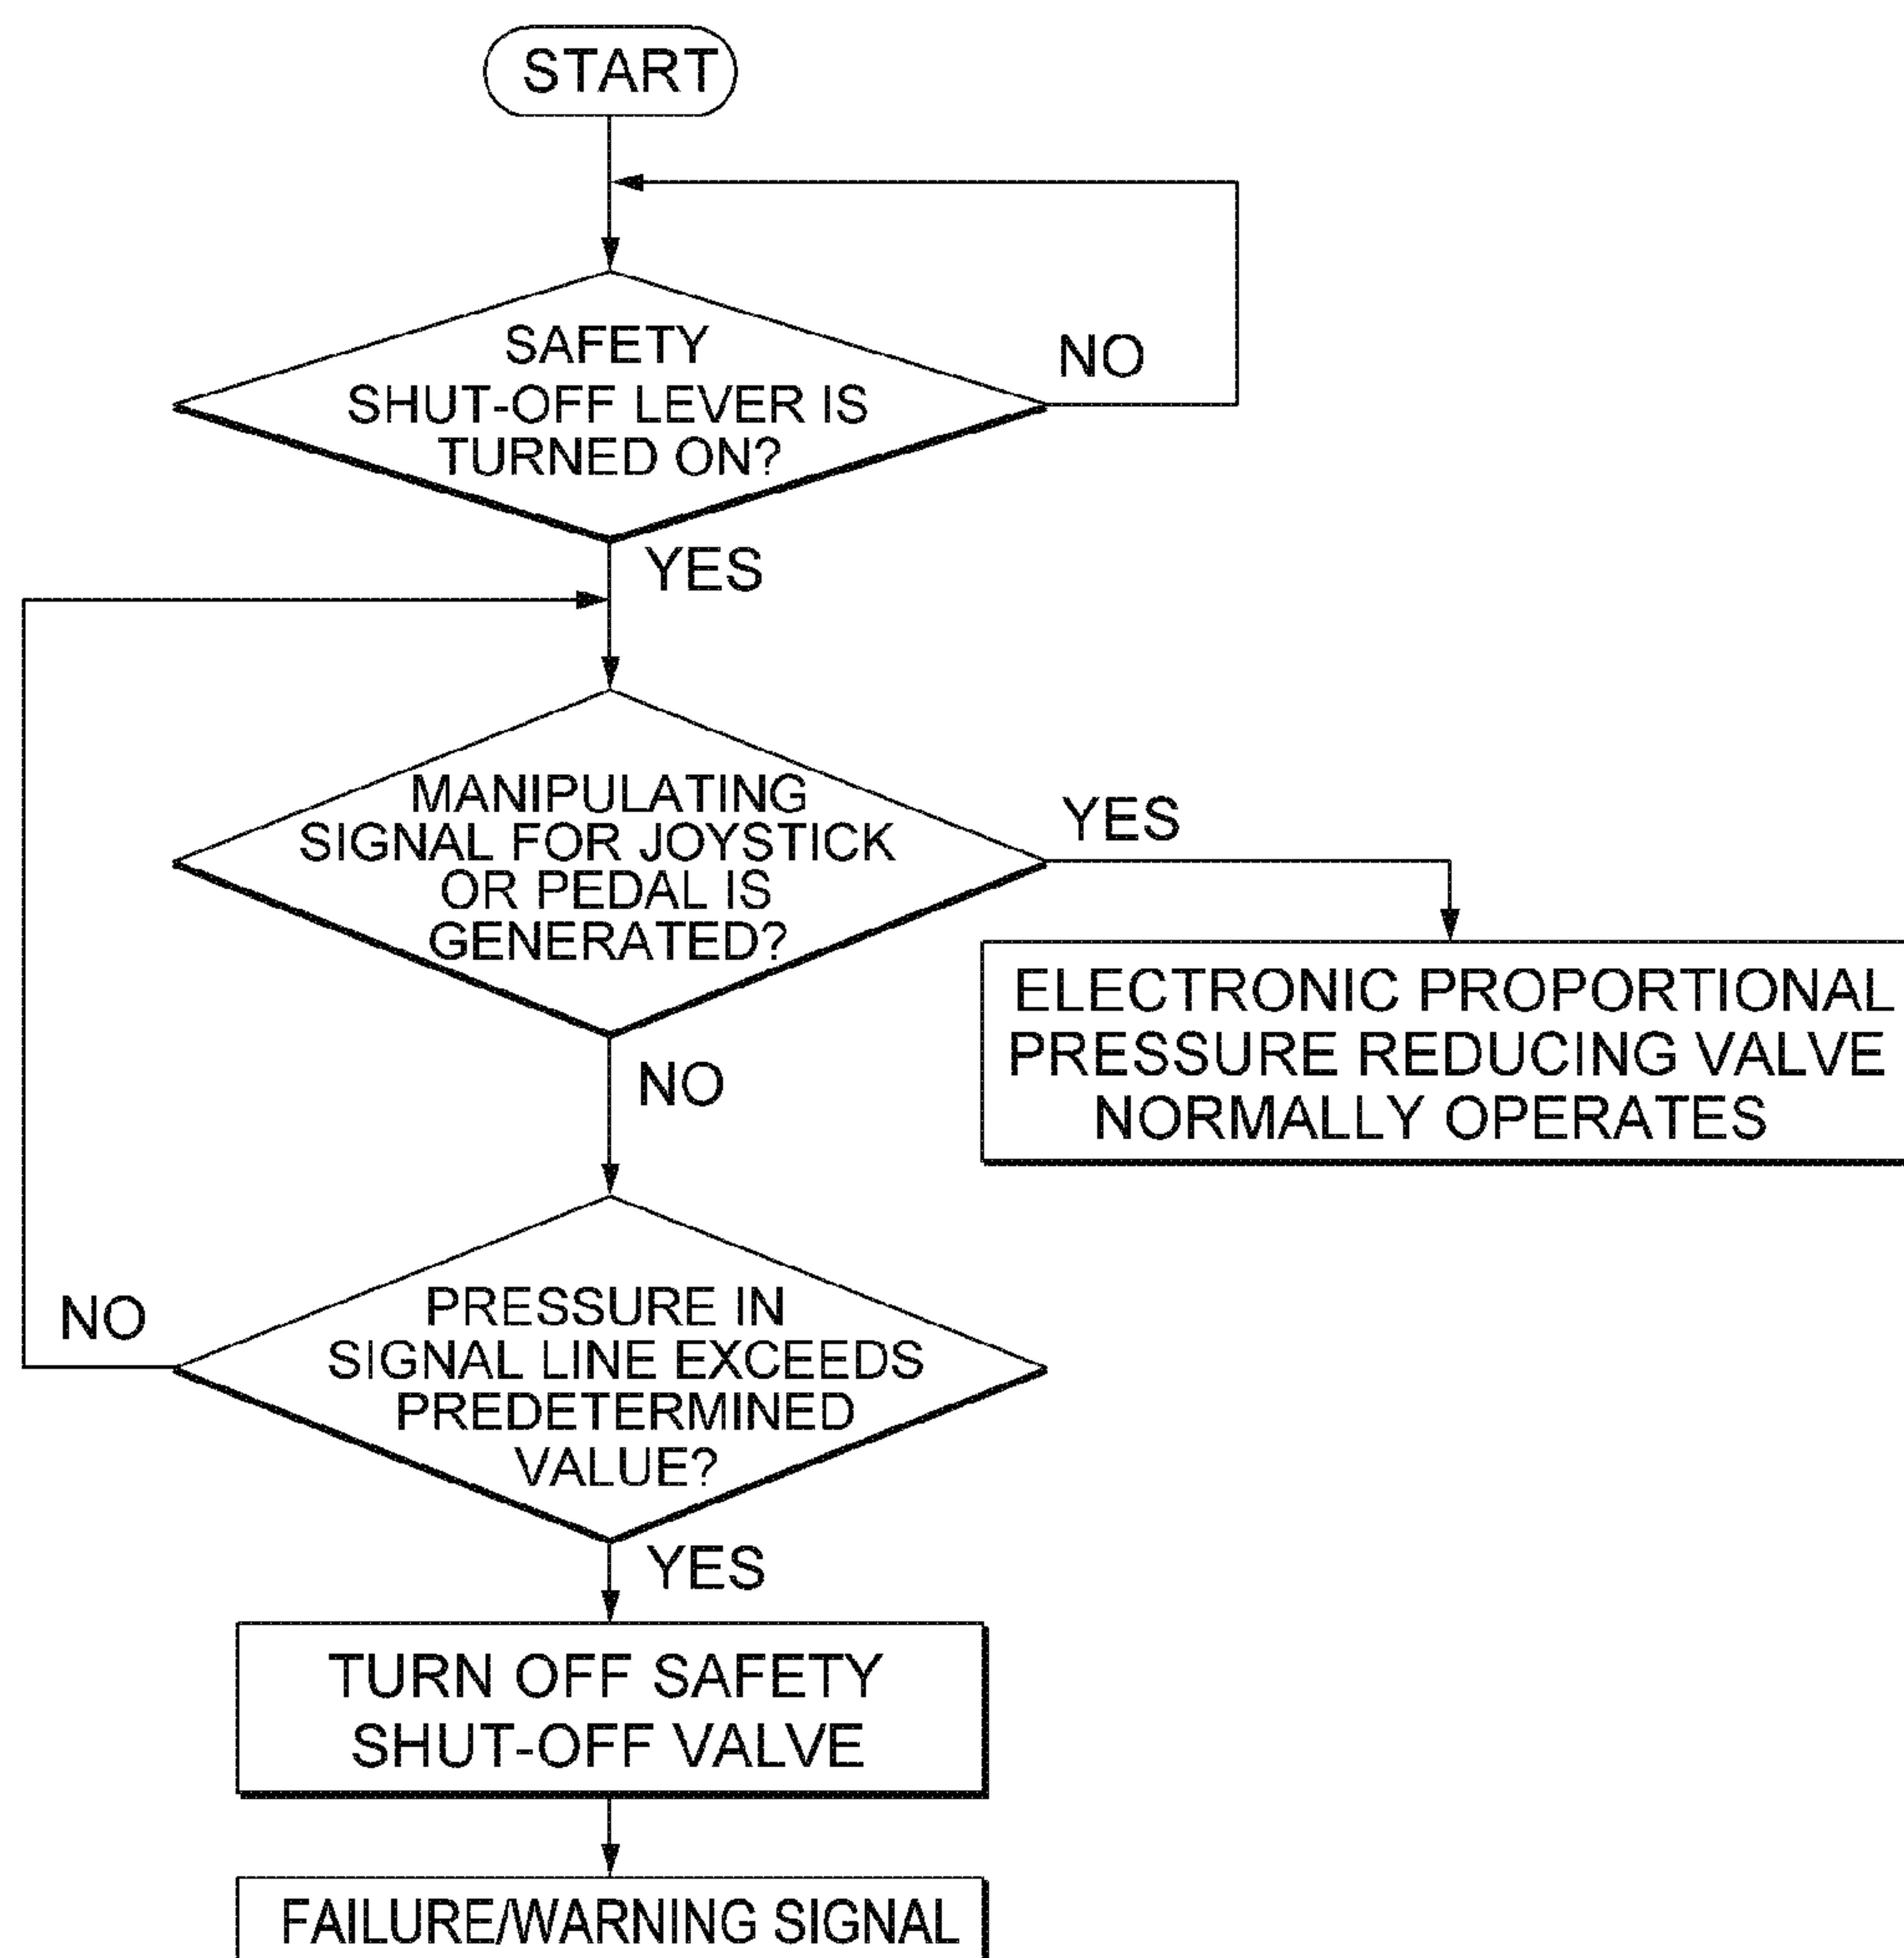 START
SAFETY
SHUT-OFF LEVER IS
TURNED ON?
NO
YES
MANIPULATING
SIGNAL FOR JOYSTICK
OR PEDAL IS
GENERATED?
YES
ELECTRONIC PROPORTIONAL
PRESSURE REDUCING VALVE
NORMALLY OPERATES
NO
PRESSURE IN
SIGNAL LINE EXCEEDS
PREDETERMINED
VALUE?
NO
YES
TURN OFF SAFETY
SHUT-OFF VALVE
FAILURE/WARNING SIGNAL